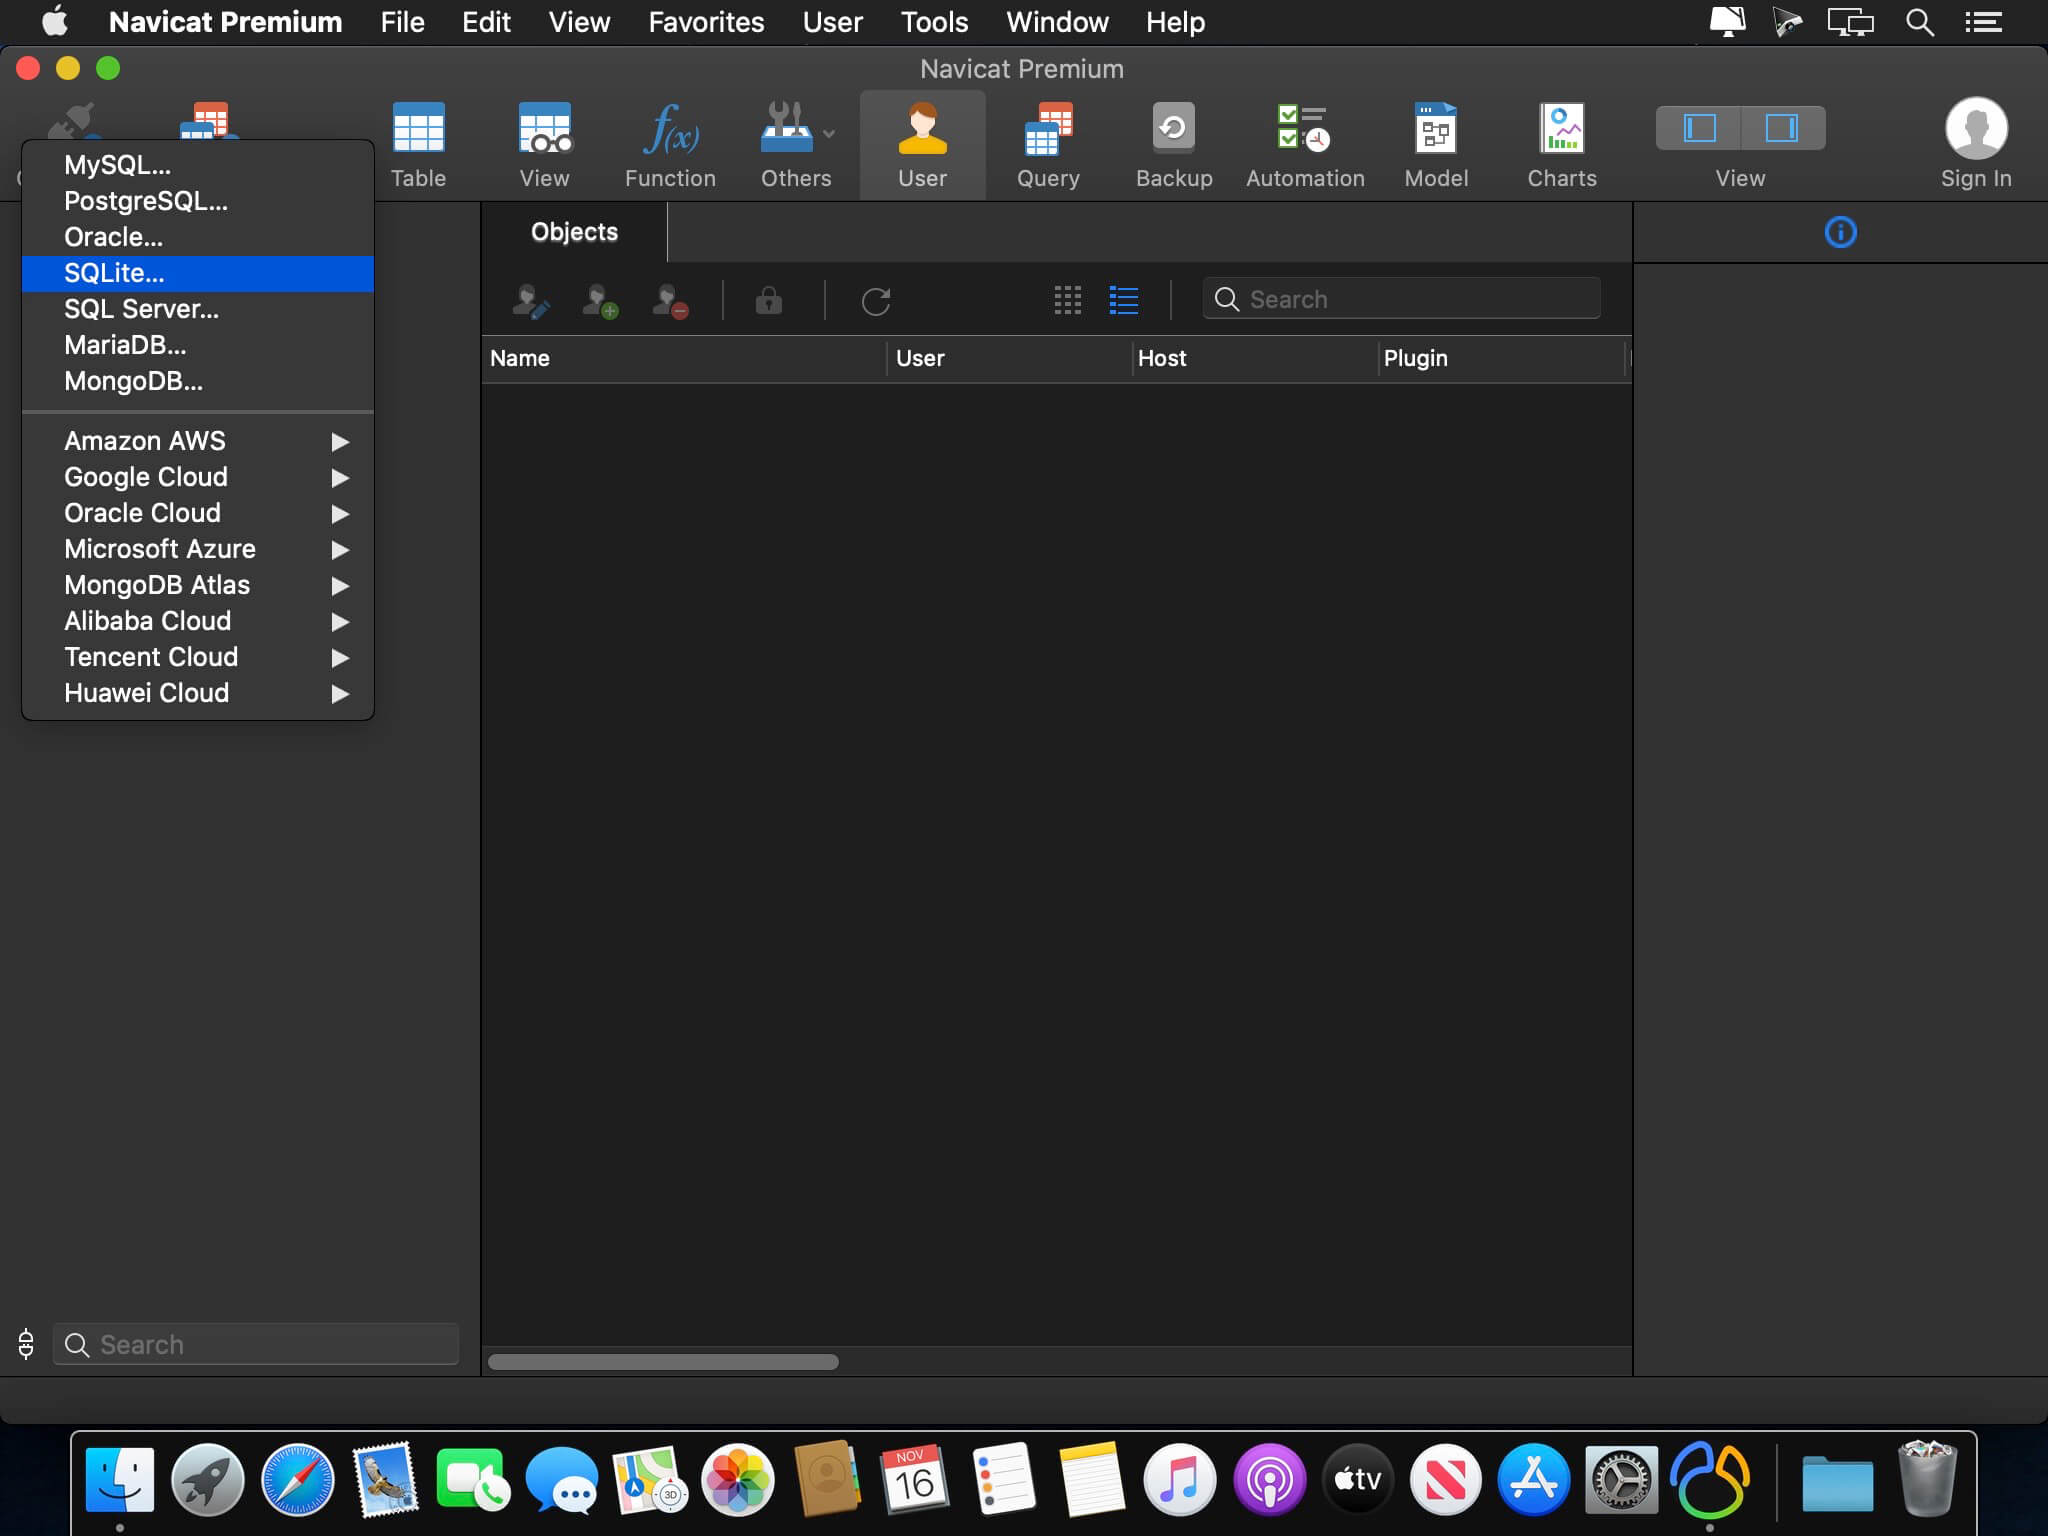 Navicat Premium File Edit View Favorites User Tools Window Help
Navicat Premium
Table View Function Others User Query Backup Automation Model Charts View Sign In
MySQL...
PostgreSQL...
Oracle...
SQLite...
SQL Server...
MariaDB...
MongoDB...
Amazon AWS
Google Cloud
Oracle Cloud
Microsoft Azure
MongoDB Atlas
Alibaba Cloud
Tencent Cloud
Huawei Cloud
Objects
Search
Name User Host Plugin
Search
NOV
16
3D
tv